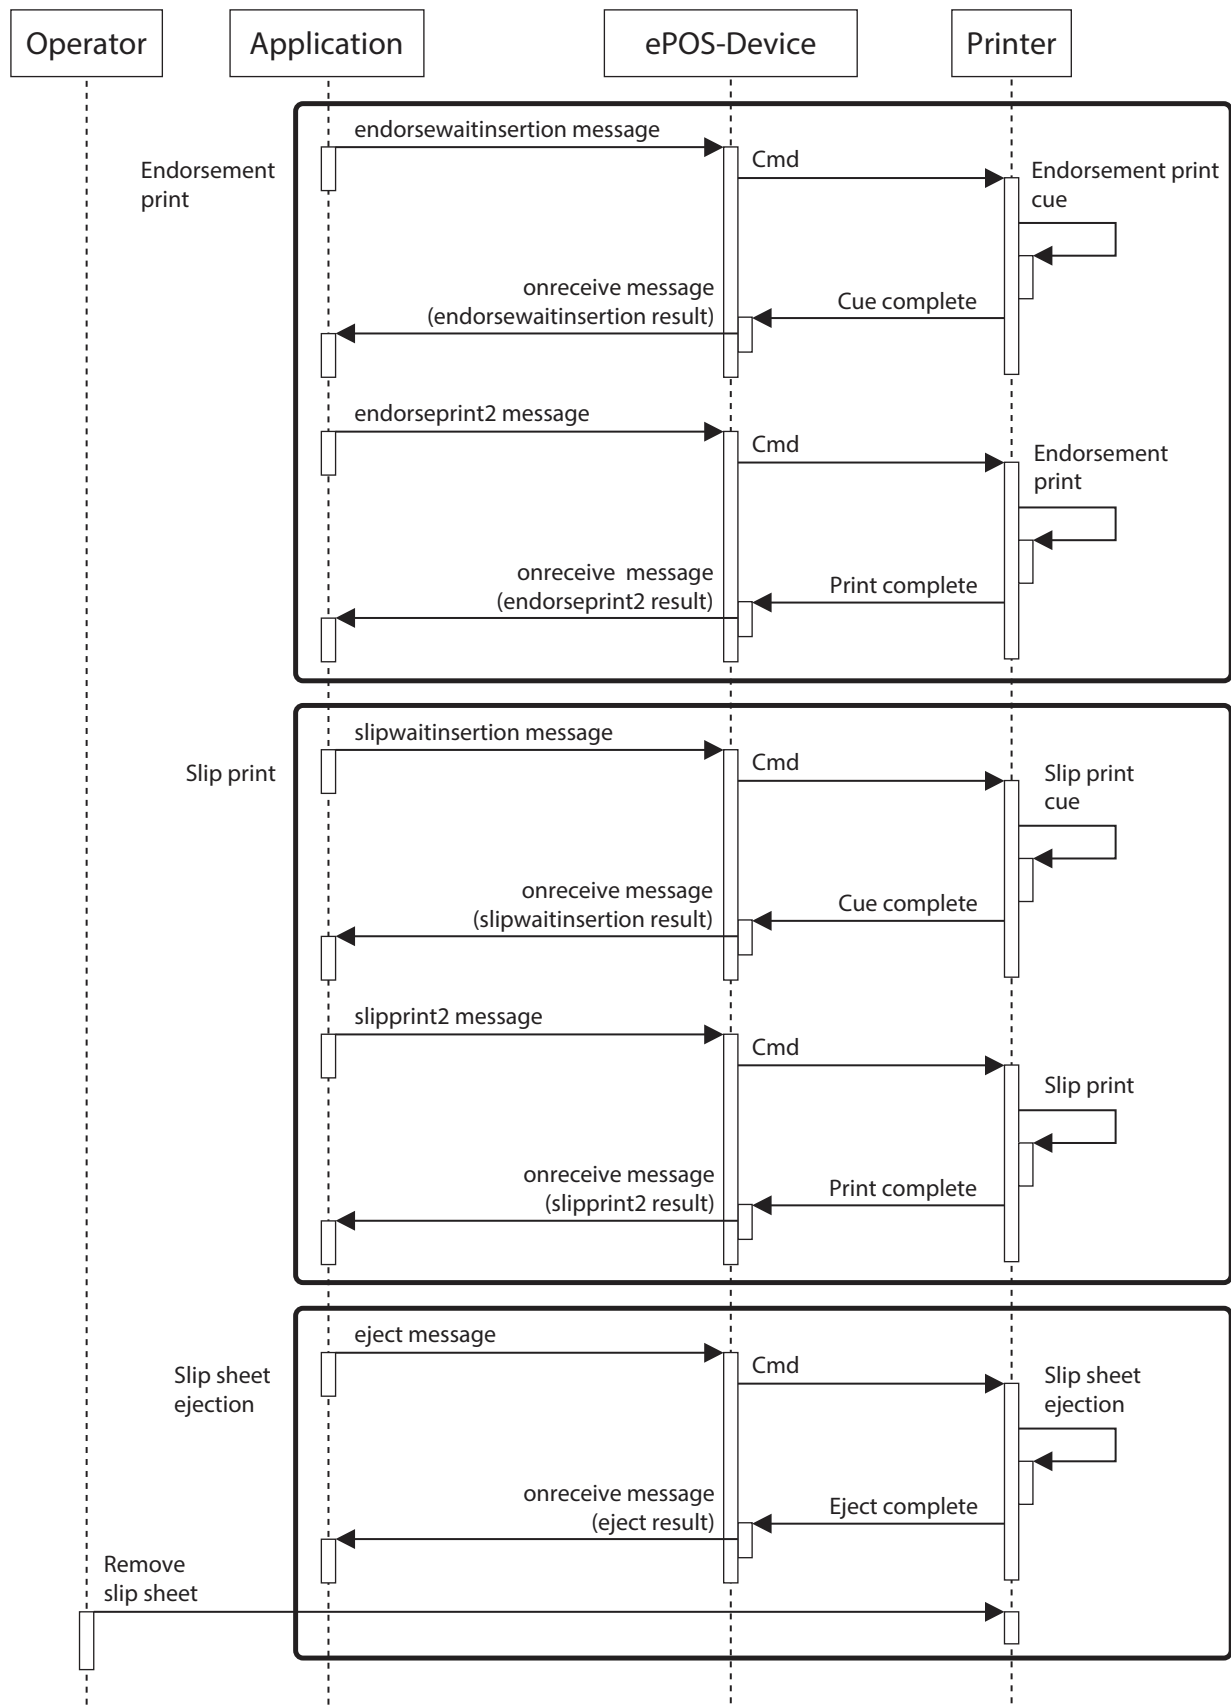 Operator
Application
ePOS-Device
Printer
endorsewaitinsertion message
Cmd
Endorsement
print
Endorsement print
cue
onreceive message
(endorsewaitinsertion result)
Cue complete
endorseprint2 message
Cmd
Endorsement
print
onreceive  message
(endorseprint2 result)
Print complete
slipwaitinsertion message
Cmd
Slip print
Slip print
cue
onreceive message
(slipwaitinsertion result)
Cue complete
slipprint2 message
Cmd
Slip print
onreceive message
(slipprint2 result)
Print complete
eject message
Cmd
Slip sheet
ejection
Slip sheet
ejection
onreceive message
(eject result)
Eject complete
Remove
slip sheet